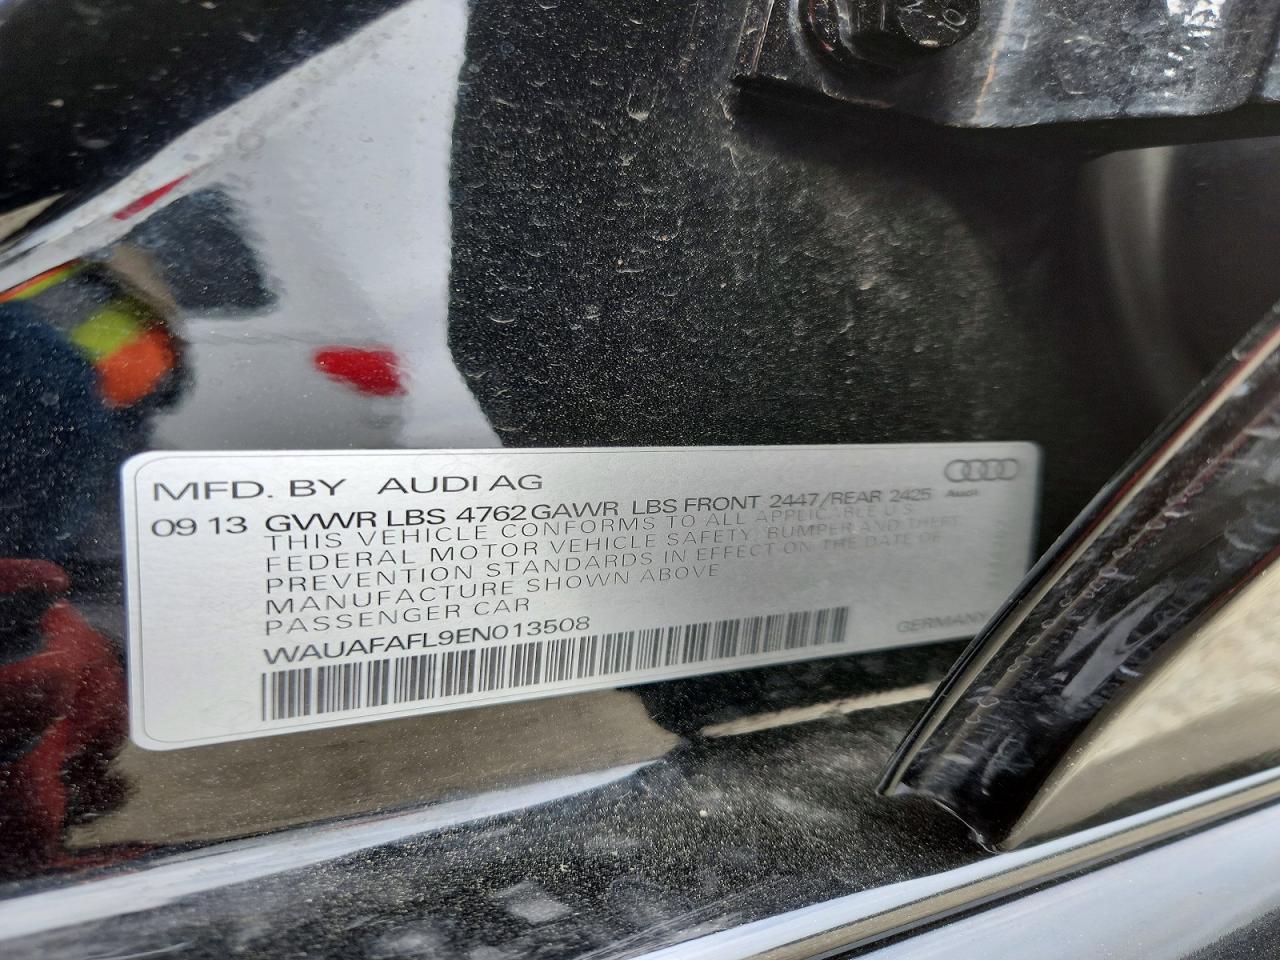 MFD. BY AUDI AG
Audi
09 13 GVWR LBS 4762 GAWR LBS FRONT 2447/REAR 2425
THIS VEHICLE CONFORMS TO ALL APPLICABLE U.S.
FEDERAL MOTOR VEHICLE SAFETY, BUMPER AND THEFT
PREVENTION STANDARDS IN EFFECT ON THE DATE OF
MANUFACTURE SHOWN ABOVE
PASSENGER CAR
WAUAFAFL9EN013508
GERMANY